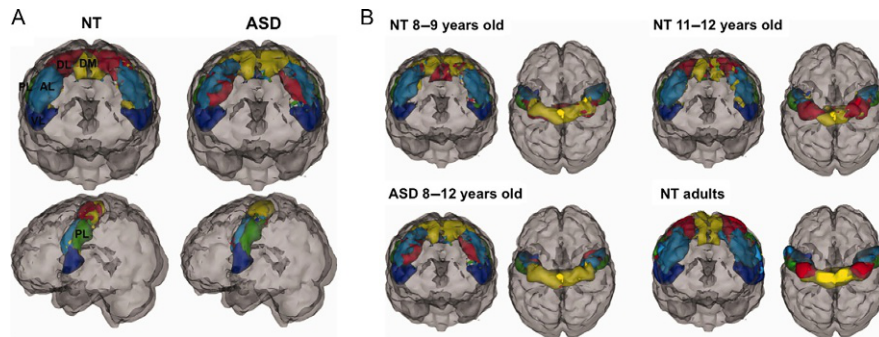 A
NT
ASD
DL
DM
PL
AL
PL
B
NT 8–9 years old
NT 11–12 years old
ASD 8–12 years old
NT adults